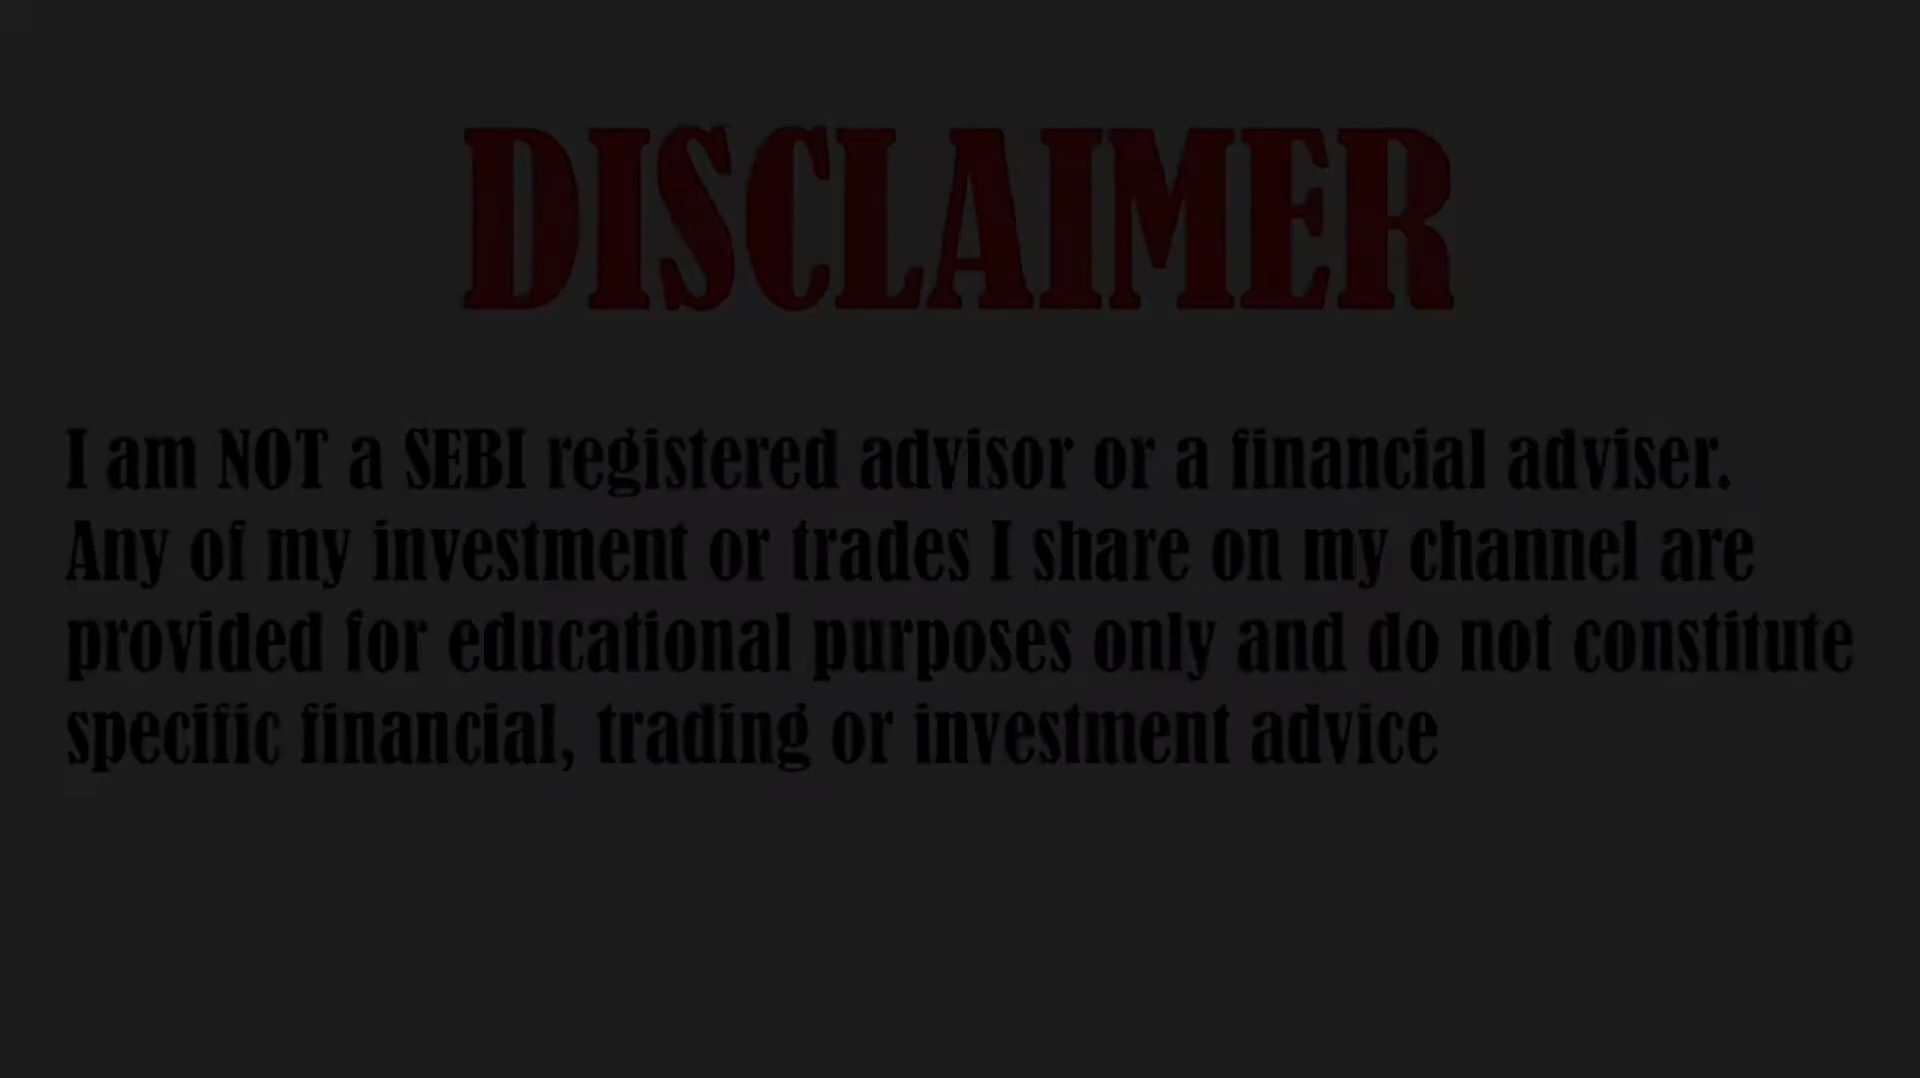 DISCLAIMER
I am NOT a SEBI registered advisor or a financial adviser.
Any of my investment or trades I share on my channel are
provided for educational purposes only and do not constitute
specific financial, trading or investment advice